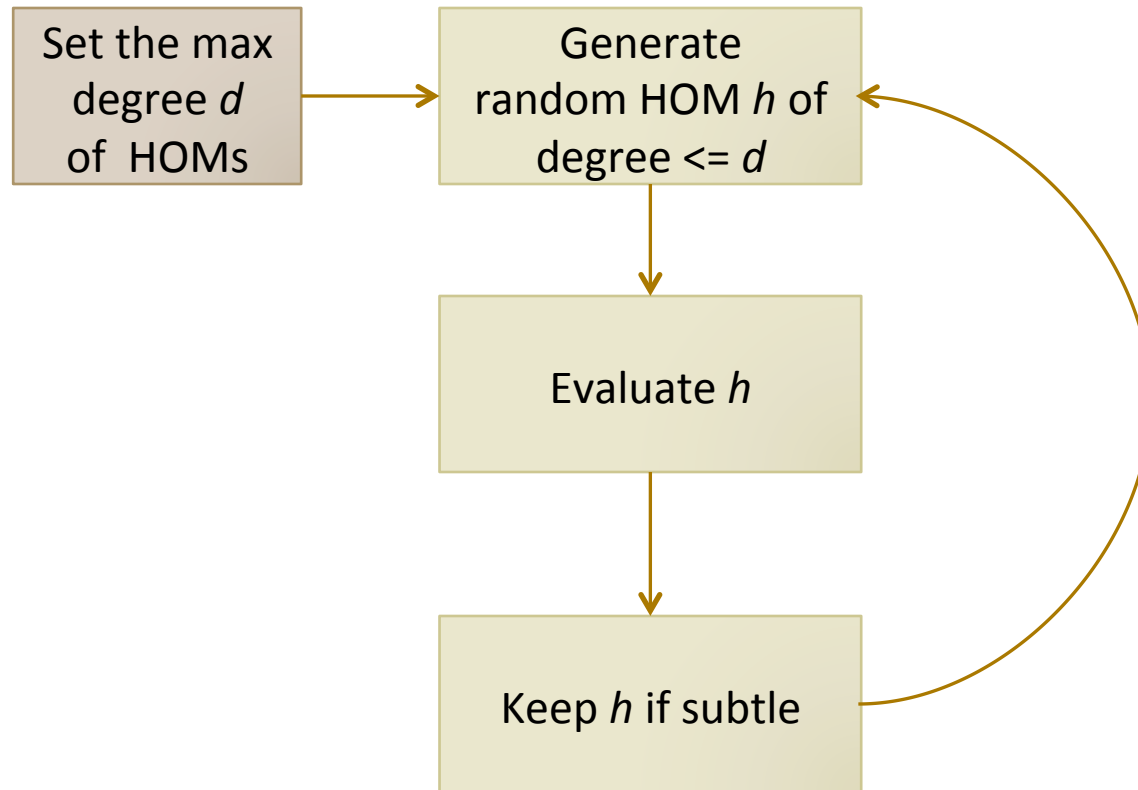 Set the max
degree d
of HOMs
Generate
random HOM h of
degree <= d
Evaluate h
Keep h if subtle